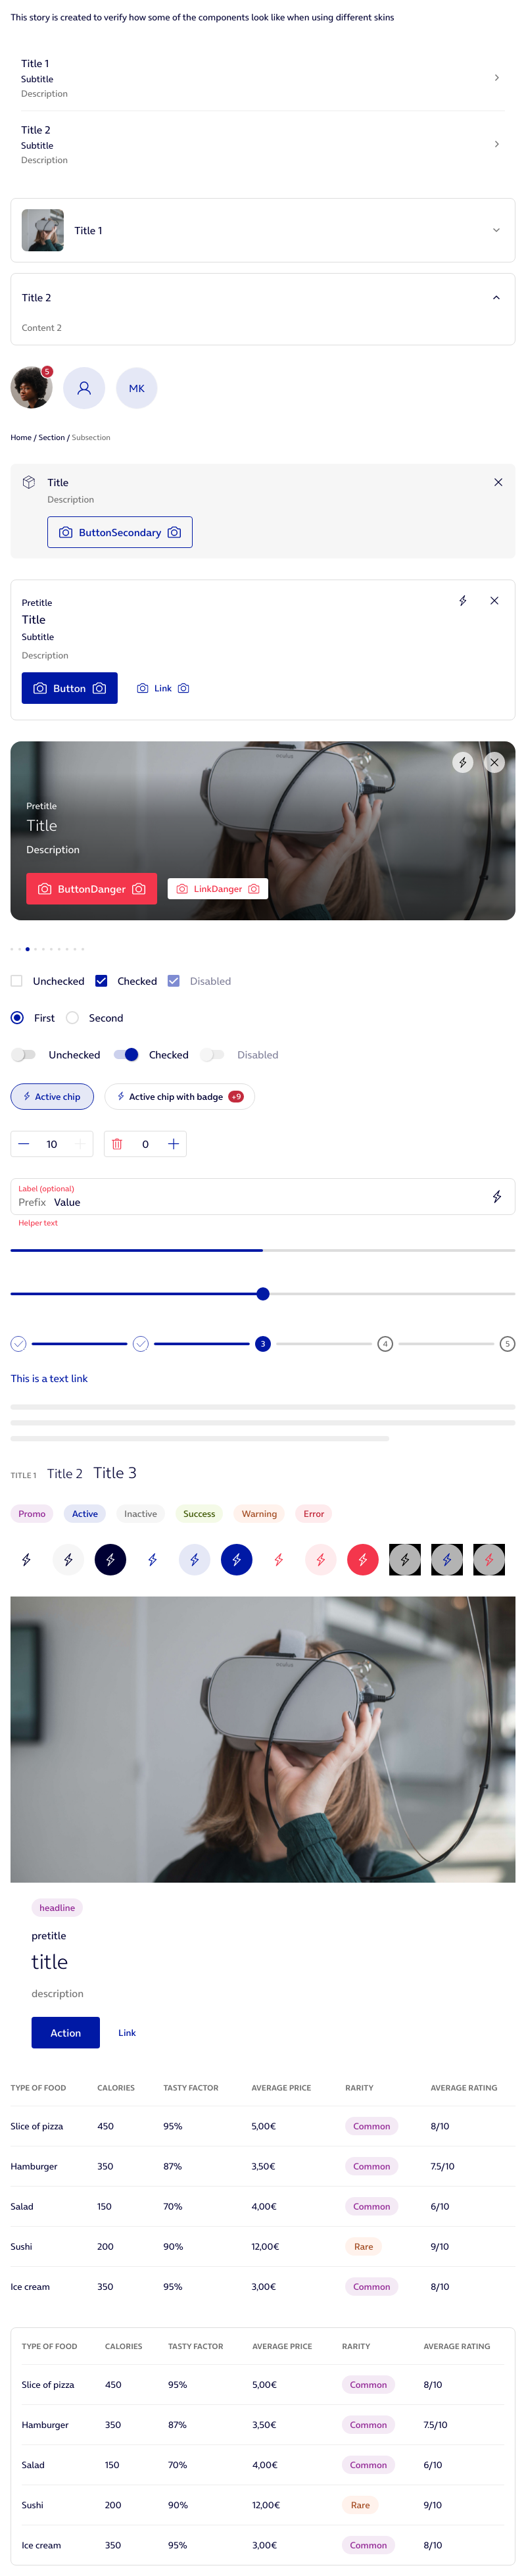 This story is created to verify how some of the components look like when using different skins
Title 1
Subtitle
Description
Title 2
Subtitle
Description
Title 1
Title 2
Content 2
5
MK
Home / Section / Subsection
Title
Description
ButtonSecondary
Pretitle
Title
Subtitle
Description
Button Link
oculus
Pretitle
Title
Description
ButtonDanger LinkDanger
Unchecked Checked Disabled
First Second
Unchecked Checked Disabled
Active chip Active chip with badge +9
10 0
Label (optional)
Prefix Value
Helper text
3 4 5
This is a text link
TITLE 1 Title 2 Title 3
Promo Active Inactive Success Warning Error
oculus
headline
pretitle
title
description
Action Link
TYPE OF FOOD CALORIES TASTY FACTOR AVERAGE PRICE RARITY AVERAGE RATING
Slice of pizza 450 95% 5,00€ Common 8/10
Hamburger 350 87% 3,50€ Common 7.5/10
Salad 150 70% 4,00€ Common 6/10
Sushi 200 90% 12,00€ Rare 9/10
Ice cream 350 95% 3,00€ Common 8/10
TYPE OF FOOD CALORIES TASTY FACTOR AVERAGE PRICE RARITY AVERAGE RATING
Slice of pizza 450 95% 5,00€ Common 8/10
Hamburger 350 87% 3,50€ Common 7.5/10
Salad 150 70% 4,00€ Common 6/10
Sushi 200 90% 12,00€ Rare 9/10
Ice cream 350 95% 3,00€ Common 8/10